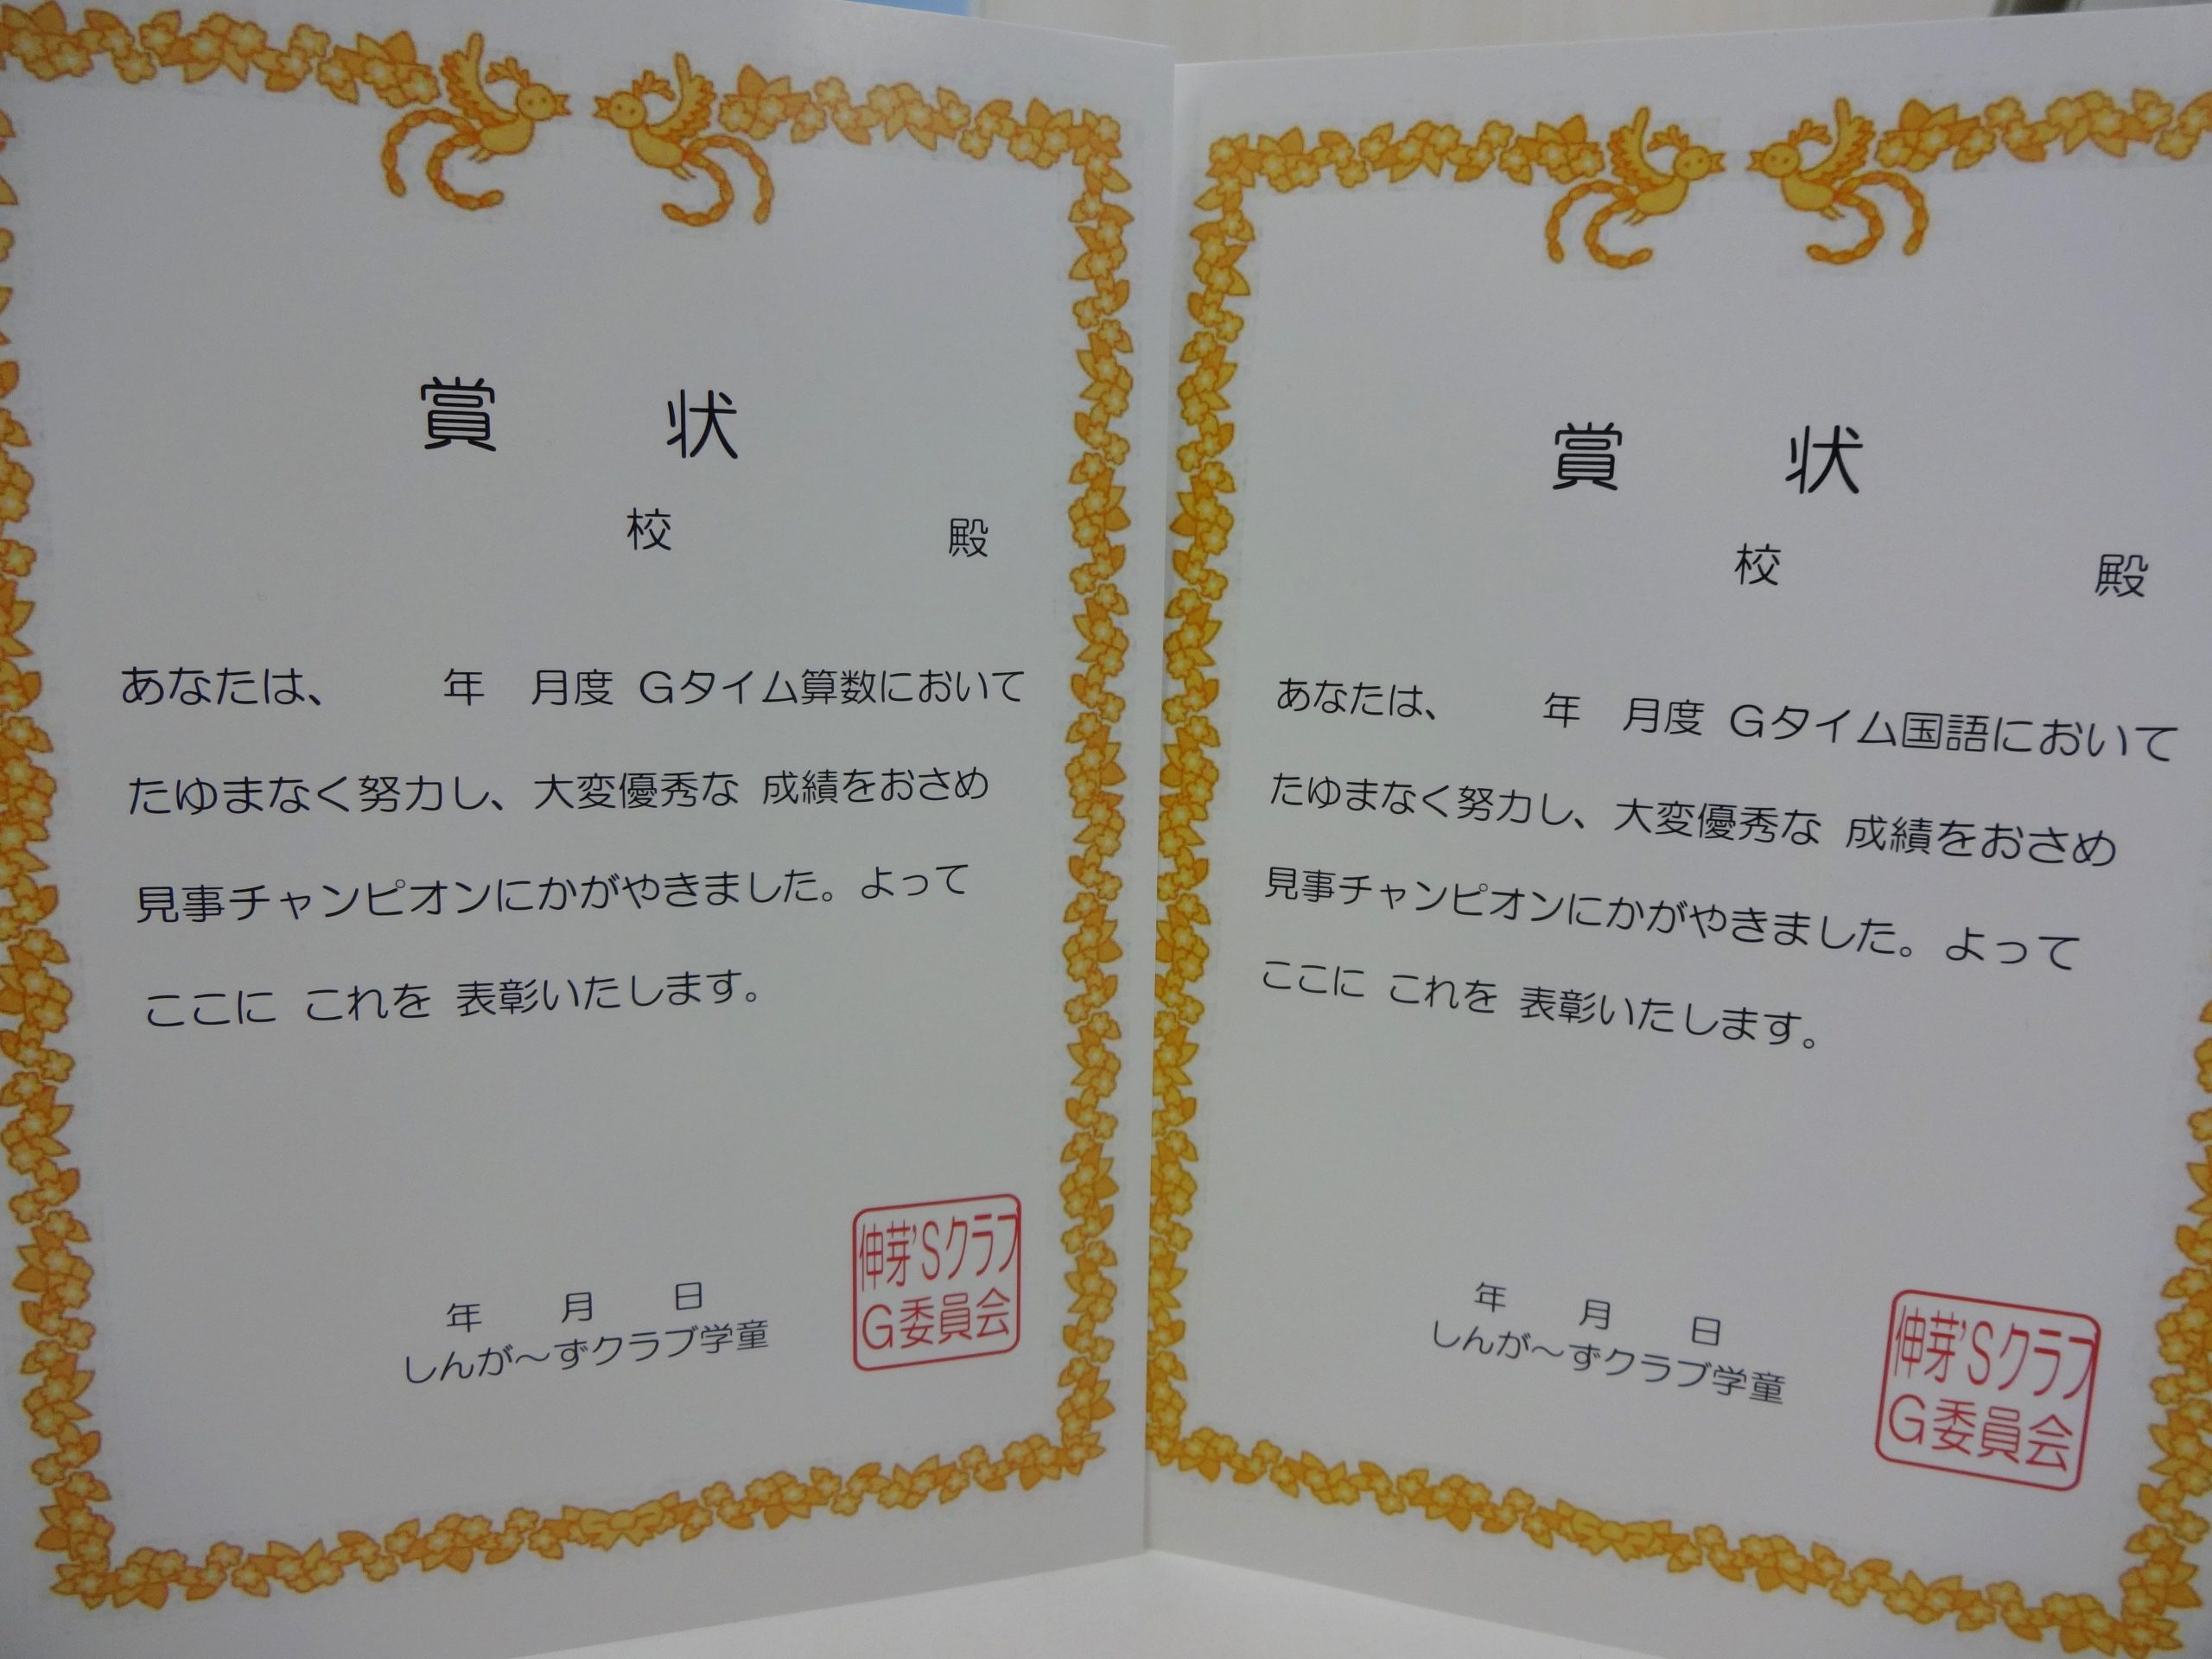 賞 状
校 殿
あなたは、 年 月度 Gタイム算数において
たゆまなく努力し、大変優秀な 成績をおさめ
見事チャンピオンにかがやきました。よって
ここに これを 表彰いたします。
年 月 日
しんが～ずクラブ学童
伸芽'Sクラブ
G委員会
賞 状
校 殿
あなたは、 年 月度 Gタイム国語において
たゆまなく努力し、大変優秀な 成績をおさめ
見事チャンピオンにかがやきました。よって
ここに これを 表彰いたします。
年 月 日
しんが～ずクラブ学童
伸芽'Sクラブ
G委員会